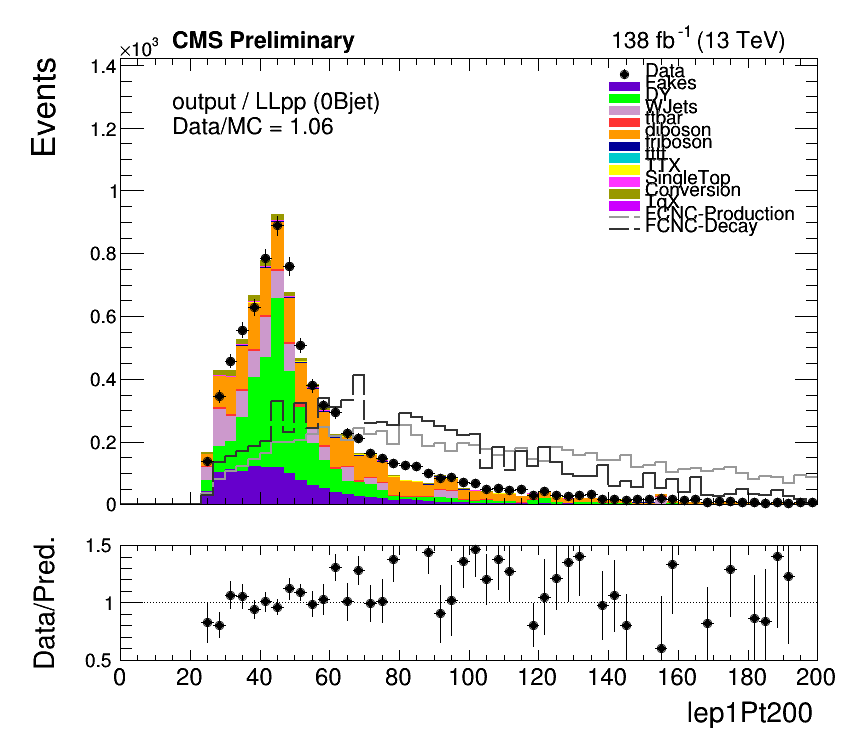 ×10³ CMS Preliminary 138 fb⁻¹ (13 TeV)
Events
1.4
1.2
1
0.8
0.6
0.4
0.2
0
output / LLpp (0Bjet)
Data/MC = 1.06
Data
Fakes
DY
WJets
ttbar
diboson
triboson
tttt
TTX
SingleTop
Conversion
TqX
FCNC-Production
FCNC-Decay
Data/Pred.
1.5
1
0.5
0 20 40 60 80 100 120 140 160 180 200
lep1Pt200